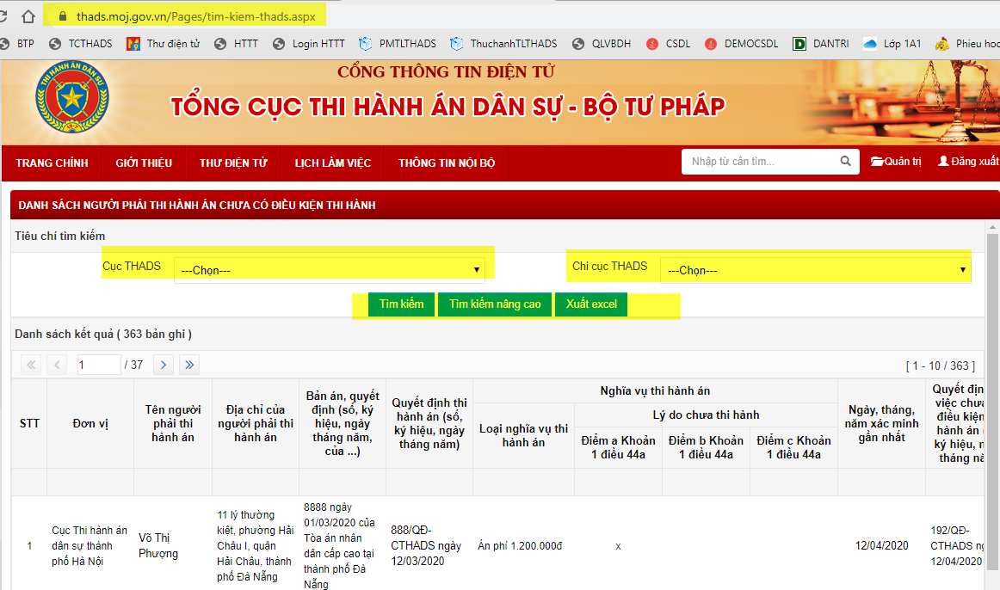 thads.moj.gov.vn/Pages/tim-kiem-thads.aspx
BTP TCTHADS Thư điện tử HTTT Login HTTT PMTLTHADS ThuchanhTLTHADS QLVBDH CSDL DEMOCSDL DANTRI Lớp 1A1 Phieu hoc
THI HÀNH ÁN DÂN SỰ
CỔNG THÔNG TIN ĐIỆN TỬ
TỔNG CỤC THI HÀNH ÁN DÂN SỰ - BỘ TƯ PHÁP
TRANG CHÍNH GIỚI THIỆU THƯ ĐIỆN TỬ LỊCH LÀM VIỆC THÔNG TIN NỘI BỘ Nhập từ cần tìm... Quản trị Đăng xuất
DANH SÁCH NGƯỜI PHẢI THI HÀNH ÁN CHƯA CÓ ĐIỀU KIỆN THI HÀNH
Tiêu chí tìm kiếm
Cục THADS ---Chọn--- Chi cục THADS ---Chọn---
Tìm kiếm Tìm kiếm nâng cao Xuất excel
Danh sách kết quả ( 363 bản ghi )
1 / 37 [ 1 - 10 / 363 ]
STT
Đơn vị
Tên người
phải thi
hành án
Địa chỉ của
người phải thi
hành án
Bản án, quyết
định (số, ký
hiệu, ngày
tháng năm,
của ...)
Quyết định thi
hành án (số,
ký hiệu, ngày
tháng năm)
Nghĩa vụ thi hành án
Loại nghĩa vụ thi
hành án
Lý do chưa thi hành
Điểm a Khoản
1 điều 44a
Điểm b Khoản
1 điều 44a
Điểm c Khoản
1 điều 44a
Ngày, tháng,
năm xác minh
gần nhất
Quyết địn
việc chưa
điều kiện
hành án (
ký hiệu, n
tháng nă
1
Cục Thi hành án
dân sự thành
phố Hà Nội
Võ Thị
Phượng
11 lý thường
kiệt, phường Hải
Châu I, quận
Hải Châu, thành
phố Đà Nẵng
8888 ngày
01/03/2020 của
Tòa án nhân
dân cấp cao tại
thành phố Đà
Nẵng
888/QĐ-
CTHADS ngày
12/03/2020
Án phí 1.200.000đ
x
12/04/2020
192/QĐ-
CTHADS ng
12/04/2020